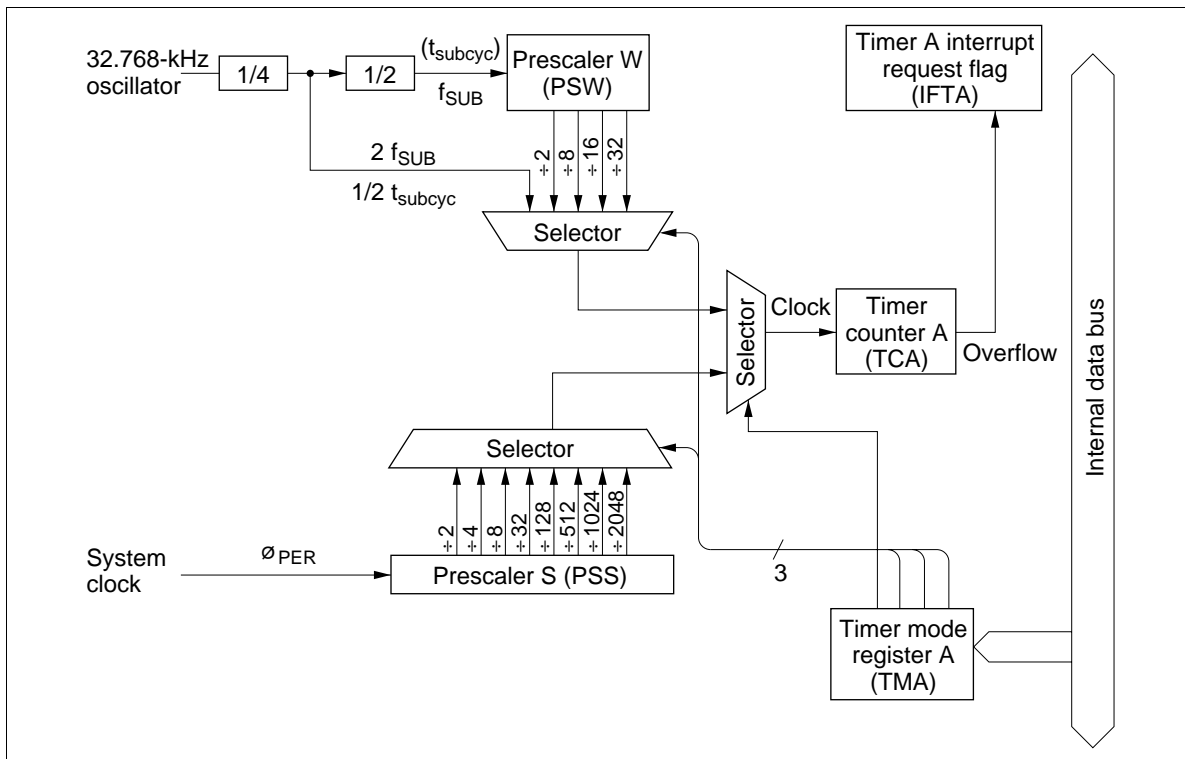 32.768-kHz
oscillator
1/4
1/2
(tsubcyc)
fSUB
Prescaler W
(PSW)
Timer A interrupt
request flag
(IFTA)
2 fSUB
1/2 tsubcyc
÷2
÷8
÷16
÷32
Selector
Selector
Clock
Timer
counter A
(TCA)
Overflow
Internal data bus
Selector
÷2
÷4
÷8
÷32
÷128
÷512
÷1024
÷2048
System
clock
øPER
Prescaler S (PSS)
3
Timer mode
register A
(TMA)